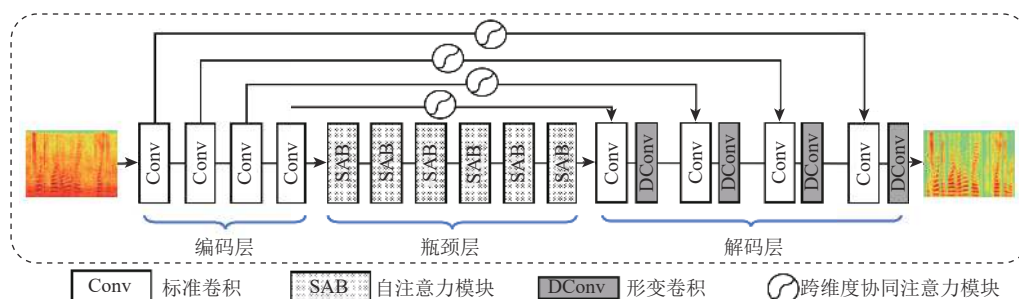 Conv Conv Conv Conv SAB SAB SAB SAB SAB SAB Conv DConv Conv DConv Conv DConv Conv DConv
编码层 瓶颈层 解码层
Conv 标准卷积 SAB 自注意力模块 DConv 形变卷积 跨维度协同注意力模块